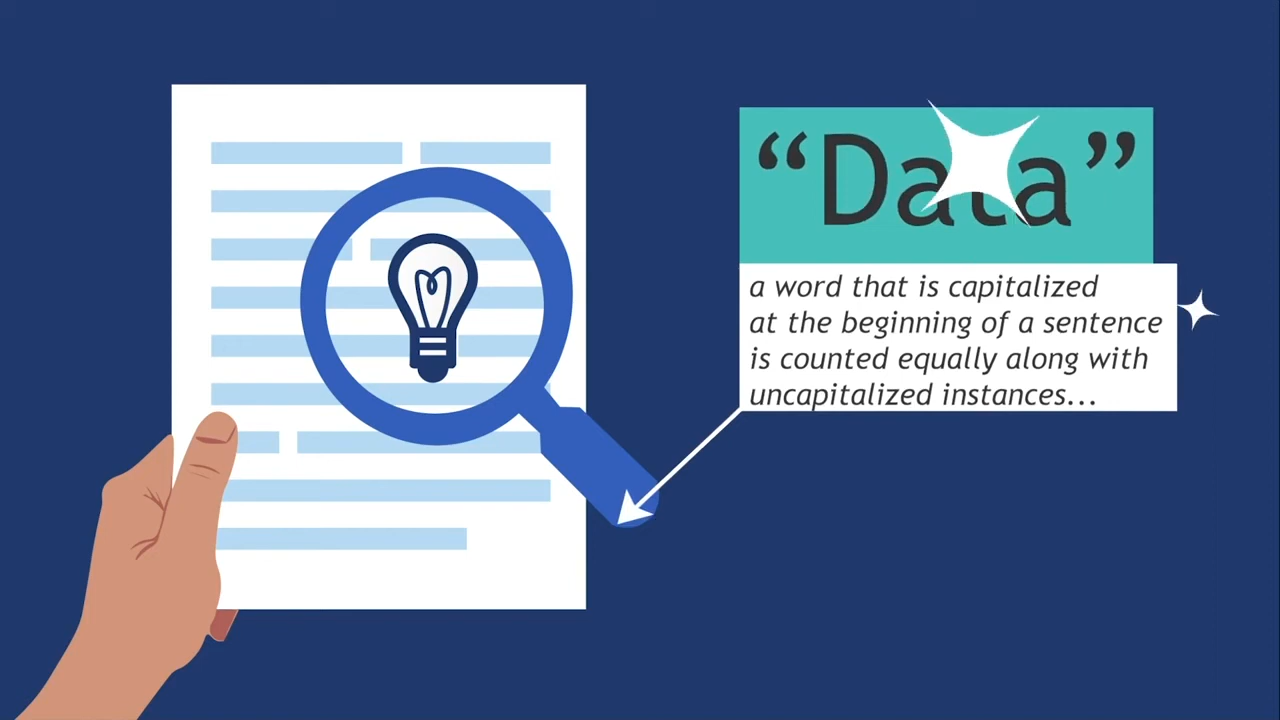 “Data”
a word that is capitalized
at the beginning of a sentence
is counted equally along with
uncapitalized instances...